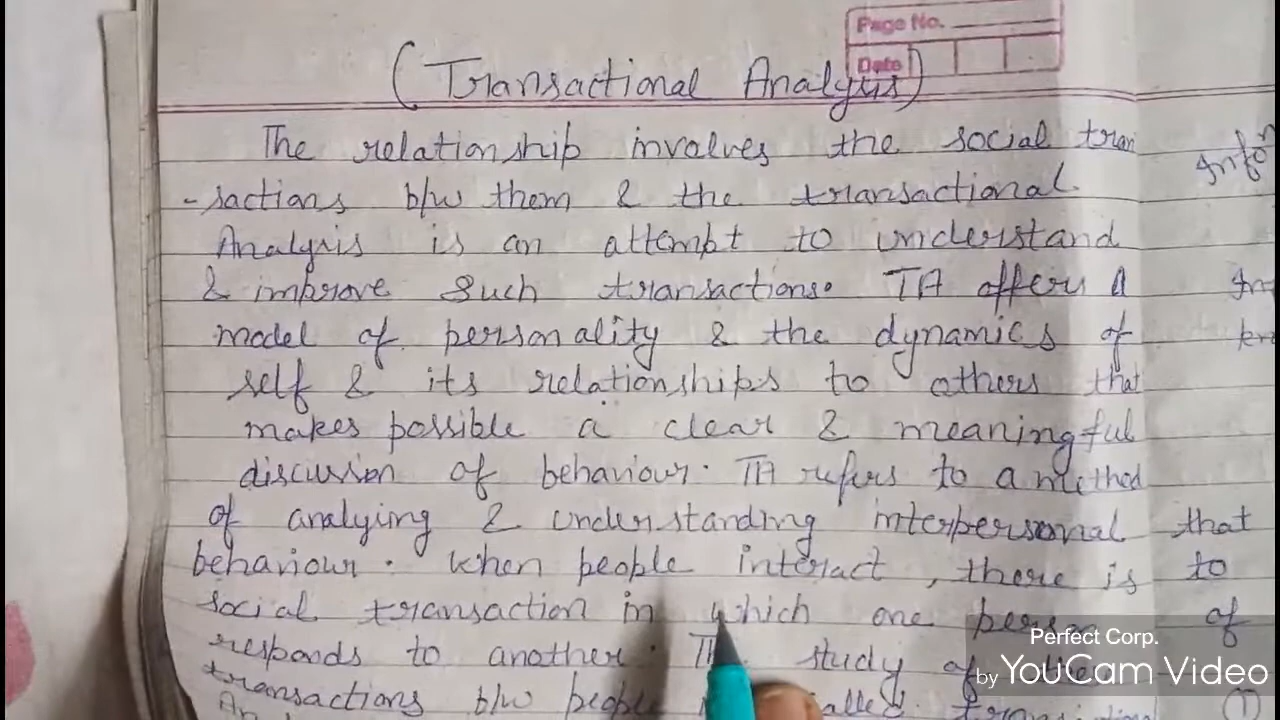 Page No.
Date
(Transactional Analysis)
The relationship involves the social tran
-sactions b/w them & the transactional
Analysis is an attempt to understand
& improve such transactions. TA offers a
model of personality & the dynamics of
self & its relationships to others that
makes possible a clear & meaningful
discussion of behaviour. TA refers to a method
of analying & understanding interpersonal that
behaviour. When people interact, there is to
social transaction in which one person of
responds to another. study of
transactions b/w people
Perfect Corp.
by YouCam Video